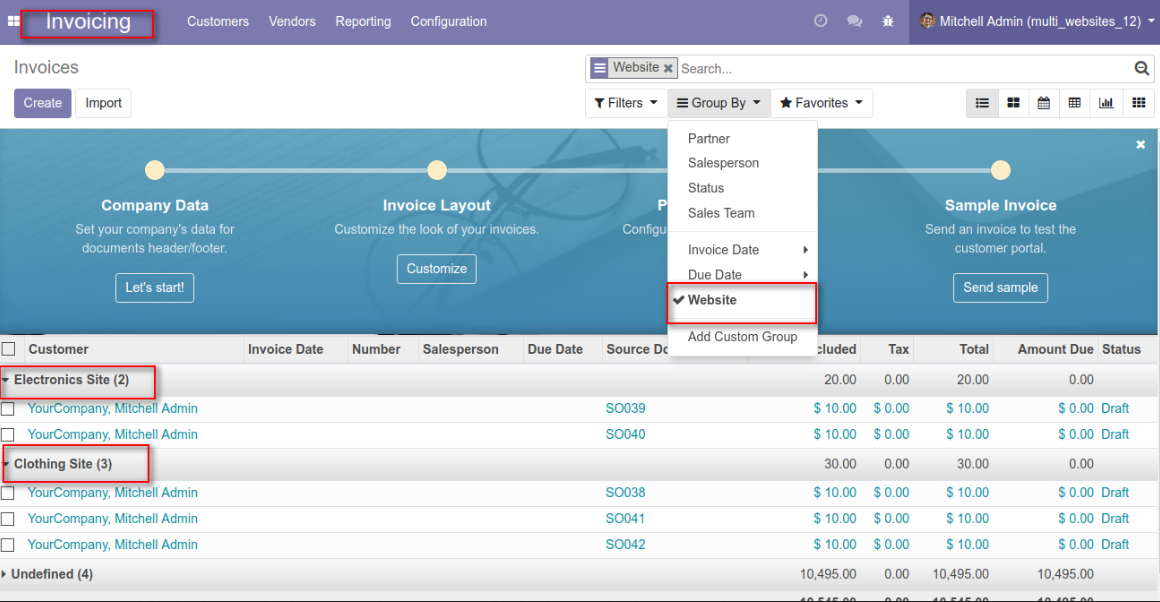 Invoicing Customers Vendors Reporting Configuration Mitchell Admin (multi_websites_12)
Invoices Website Search...
Create Import Filters Group By Favorites
Partner
Salesperson
Status
Sales Team
Invoice Date
Due Date
Website
Add Custom Group
Company Data
Set your company's data for
documents header/footer.
Let's start!
Invoice Layout
Customize the look of your invoices.
Customize
P
Configu
Sample Invoice
Send an invoice to test the
customer portal.
Send sample
Customer Invoice Date Number Salesperson Due Date Source Do cluded Tax Total Amount Due Status
Electronics Site (2) 20.00 0.00 20.00 0.00
YourCompany, Mitchell Admin SO039 $ 10.00 $ 0.00 $ 10.00 $ 0.00 Draft
YourCompany, Mitchell Admin SO040 $ 10.00 $ 0.00 $ 10.00 $ 0.00 Draft
Clothing Site (3) 30.00 0.00 30.00 0.00
YourCompany, Mitchell Admin SO038 $ 10.00 $ 0.00 $ 10.00 $ 0.00 Draft
YourCompany, Mitchell Admin SO041 $ 10.00 $ 0.00 $ 10.00 $ 0.00 Draft
YourCompany, Mitchell Admin SO042 $ 10.00 $ 0.00 $ 10.00 $ 0.00 Draft
Undefined (4) 10,495.00 0.00 10,495.00 10,495.00